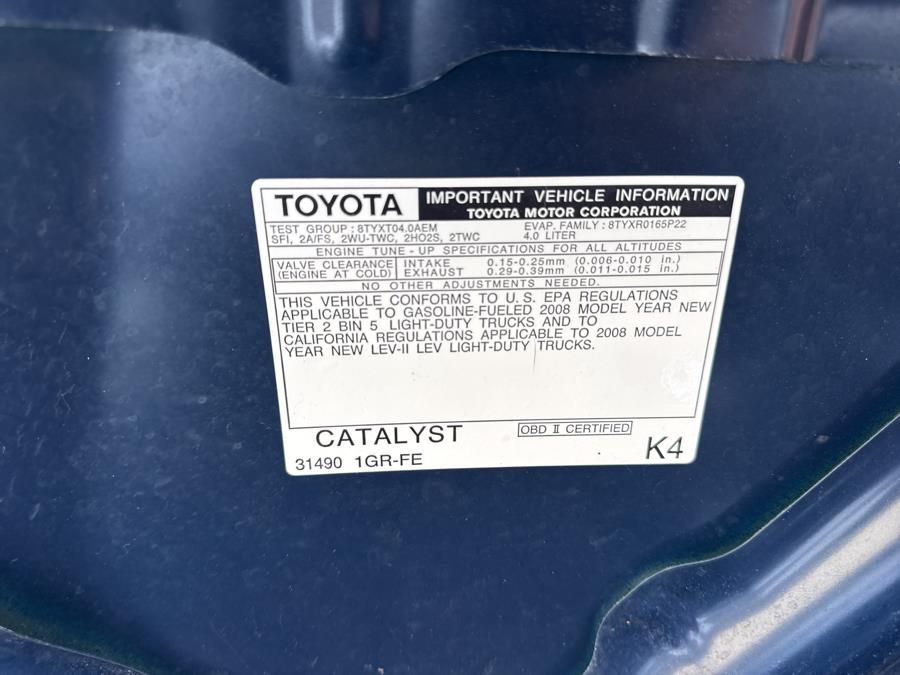 TOYOTA IMPORTANT VEHICLE INFORMATION
TOYOTA MOTOR CORPORATION
TEST GROUP : 8TYXT04.0AEM EVAP. FAMILY : 8TYXR0165P22
SFI, 2A/FS, 2WU-TWC, 2HO2S, 2TWC 4.0 LITER
ENGINE TUNE - UP SPECIFICATIONS FOR ALL ALTITUDES
VALVE CLEARANCE INTAKE 0.15-0.25mm (0.006-0.010 in.)
(ENGINE AT COLD) EXHAUST 0.29-0.39mm (0.011-0.015 in.)
NO OTHER ADJUSTMENTS NEEDED.
THIS VEHICLE CONFORMS TO U.S. EPA REGULATIONS
APPLICABLE TO GASOLINE-FUELED 2008 MODEL YEAR NEW
TIER 2 BIN 5 LIGHT-DUTY TRUCKS AND TO
CALIFORNIA REGULATIONS APPLICABLE TO 2008 MODEL
YEAR NEW LEV-II LEV LIGHT-DUTY TRUCKS.
CATALYST OBD II CERTIFIED
31490 1GR-FE K4